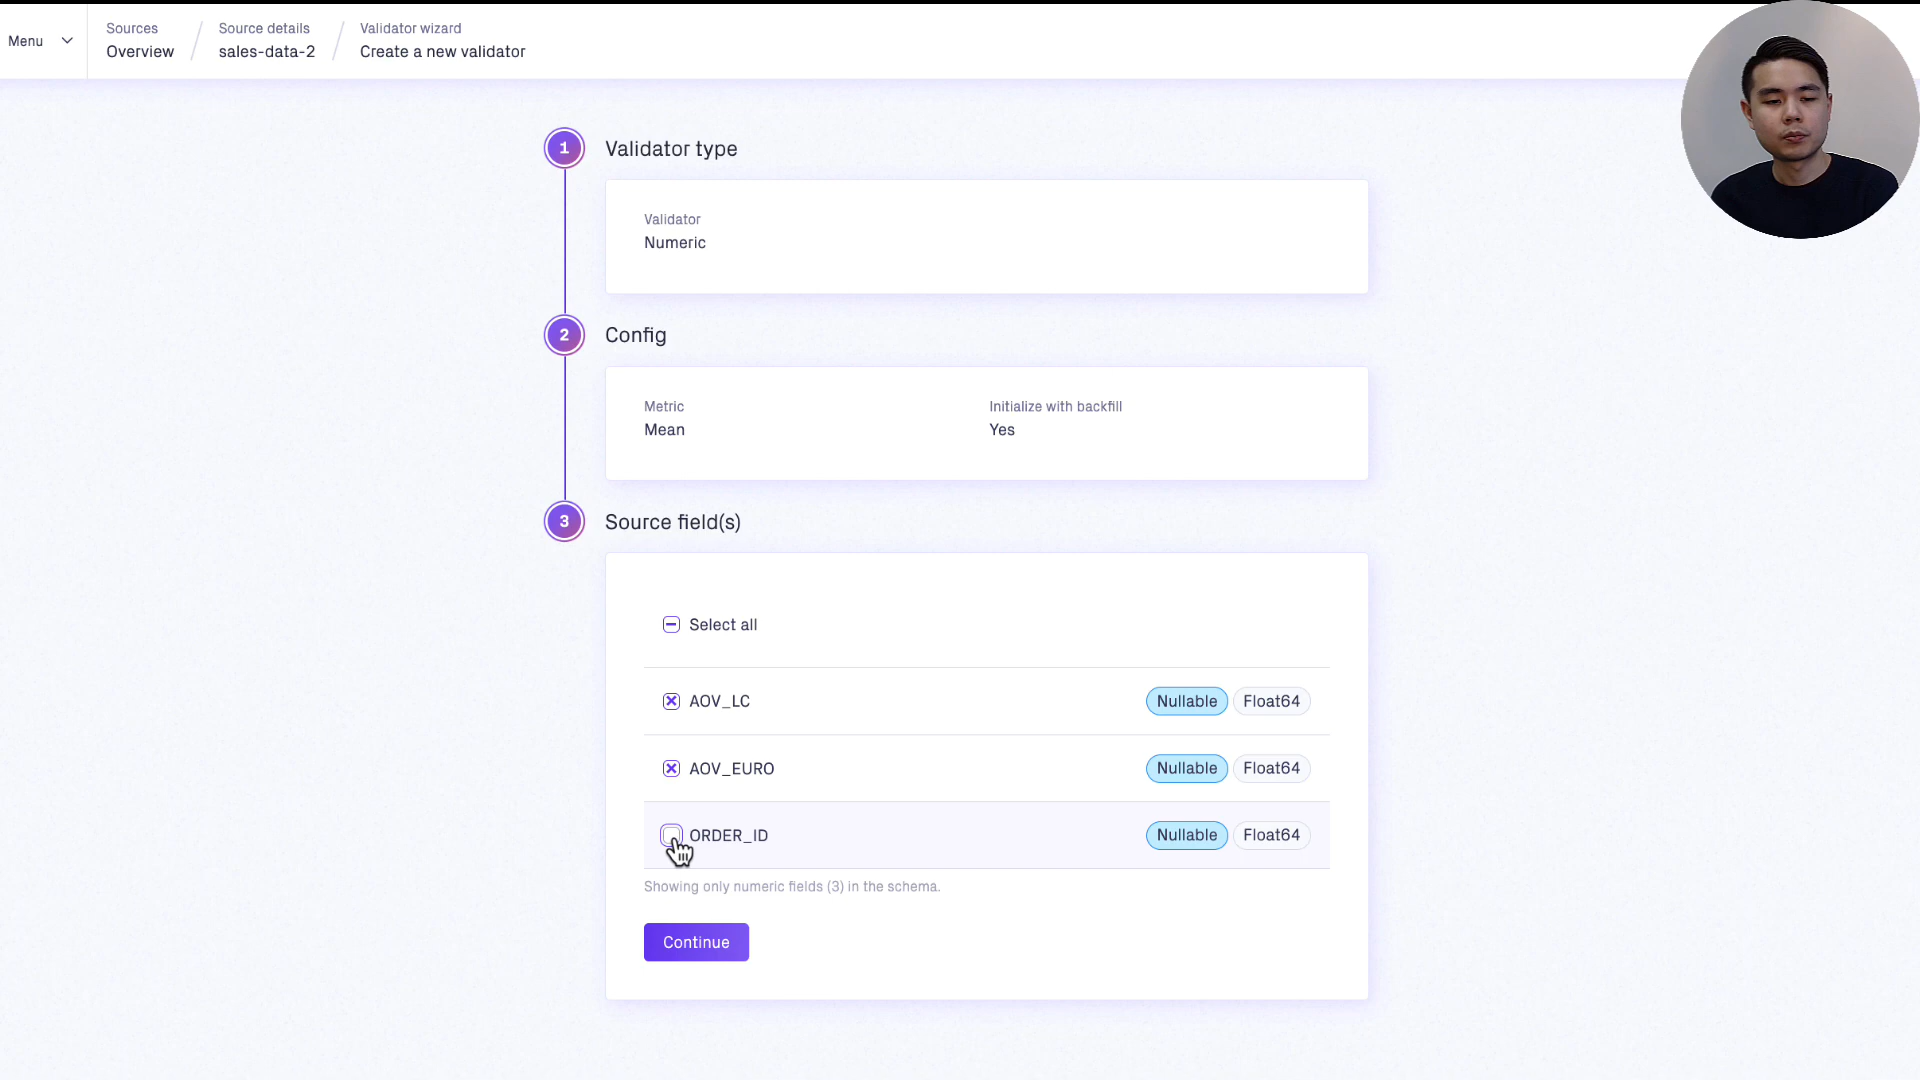 Menu
Sources
Overview
Source details
sales-data-2
Validator wizard
Create a new validator
1
Validator type
Validator
Numeric
2
Config
Metric
Mean
Initialize with backfill
Yes
3
Source field(s)
Select all
AOV_LC
Nullable
Float64
AOV_EURO
Nullable
Float64
ORDER_ID
Nullable
Float64
Showing only numeric fields (3) in the schema.
Continue